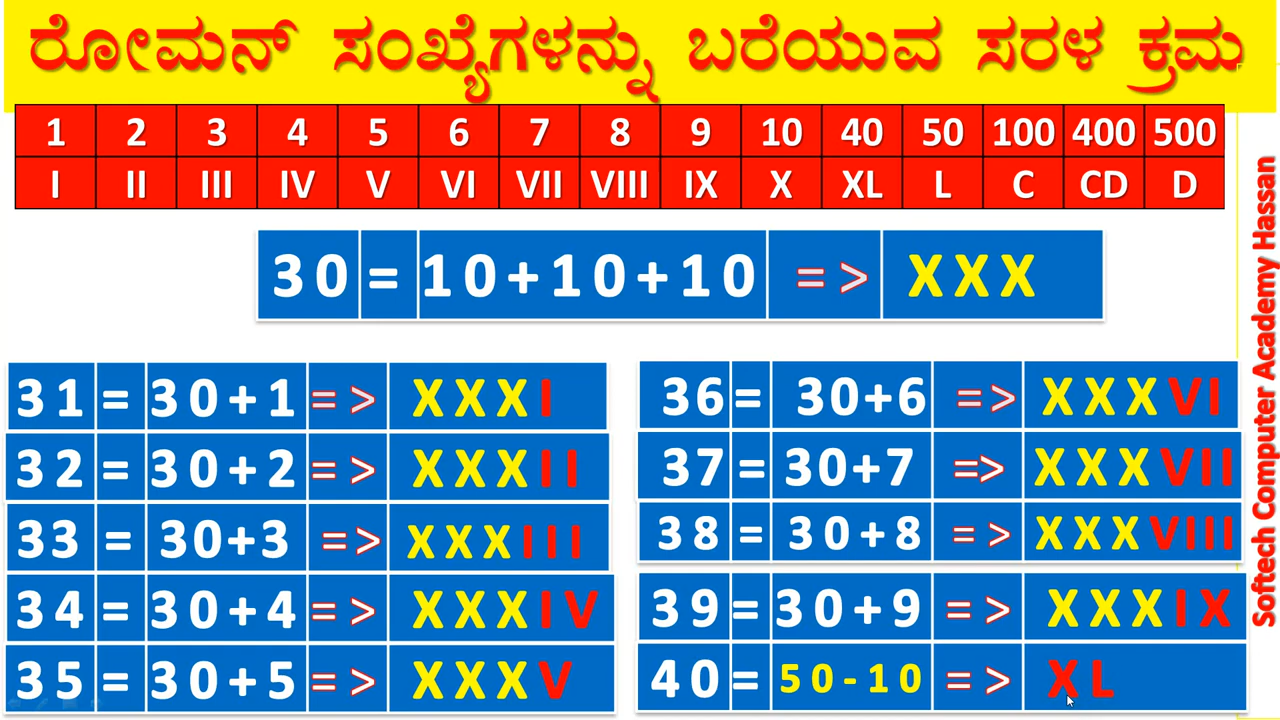 ರೋಮನ್ ಸಂಖ್ಯೆಗಳನ್ನು ಬರೆಯುವ ಸರಳ ಕ್ರಮ
1 2 3 4 5 6 7 8 9 10 40 50 100 400 500
I II III IV V VI VII VIII IX X XL L C CD D
30 = 10+10+10 => XXX
31 = 30+1 => XXXI
32 = 30+2 => XXXII
33 = 30+3 => XXXIII
34 = 30+4 => XXXIV
35 = 30+5 => XXXV
36 = 30+6 => XXXVI
37 = 30+7 => XXXVII
38 = 30+8 => XXXVIII
39 = 30+9 => XXXIX
40 = 50-10 => XL
Softech Computer Academy Hassan